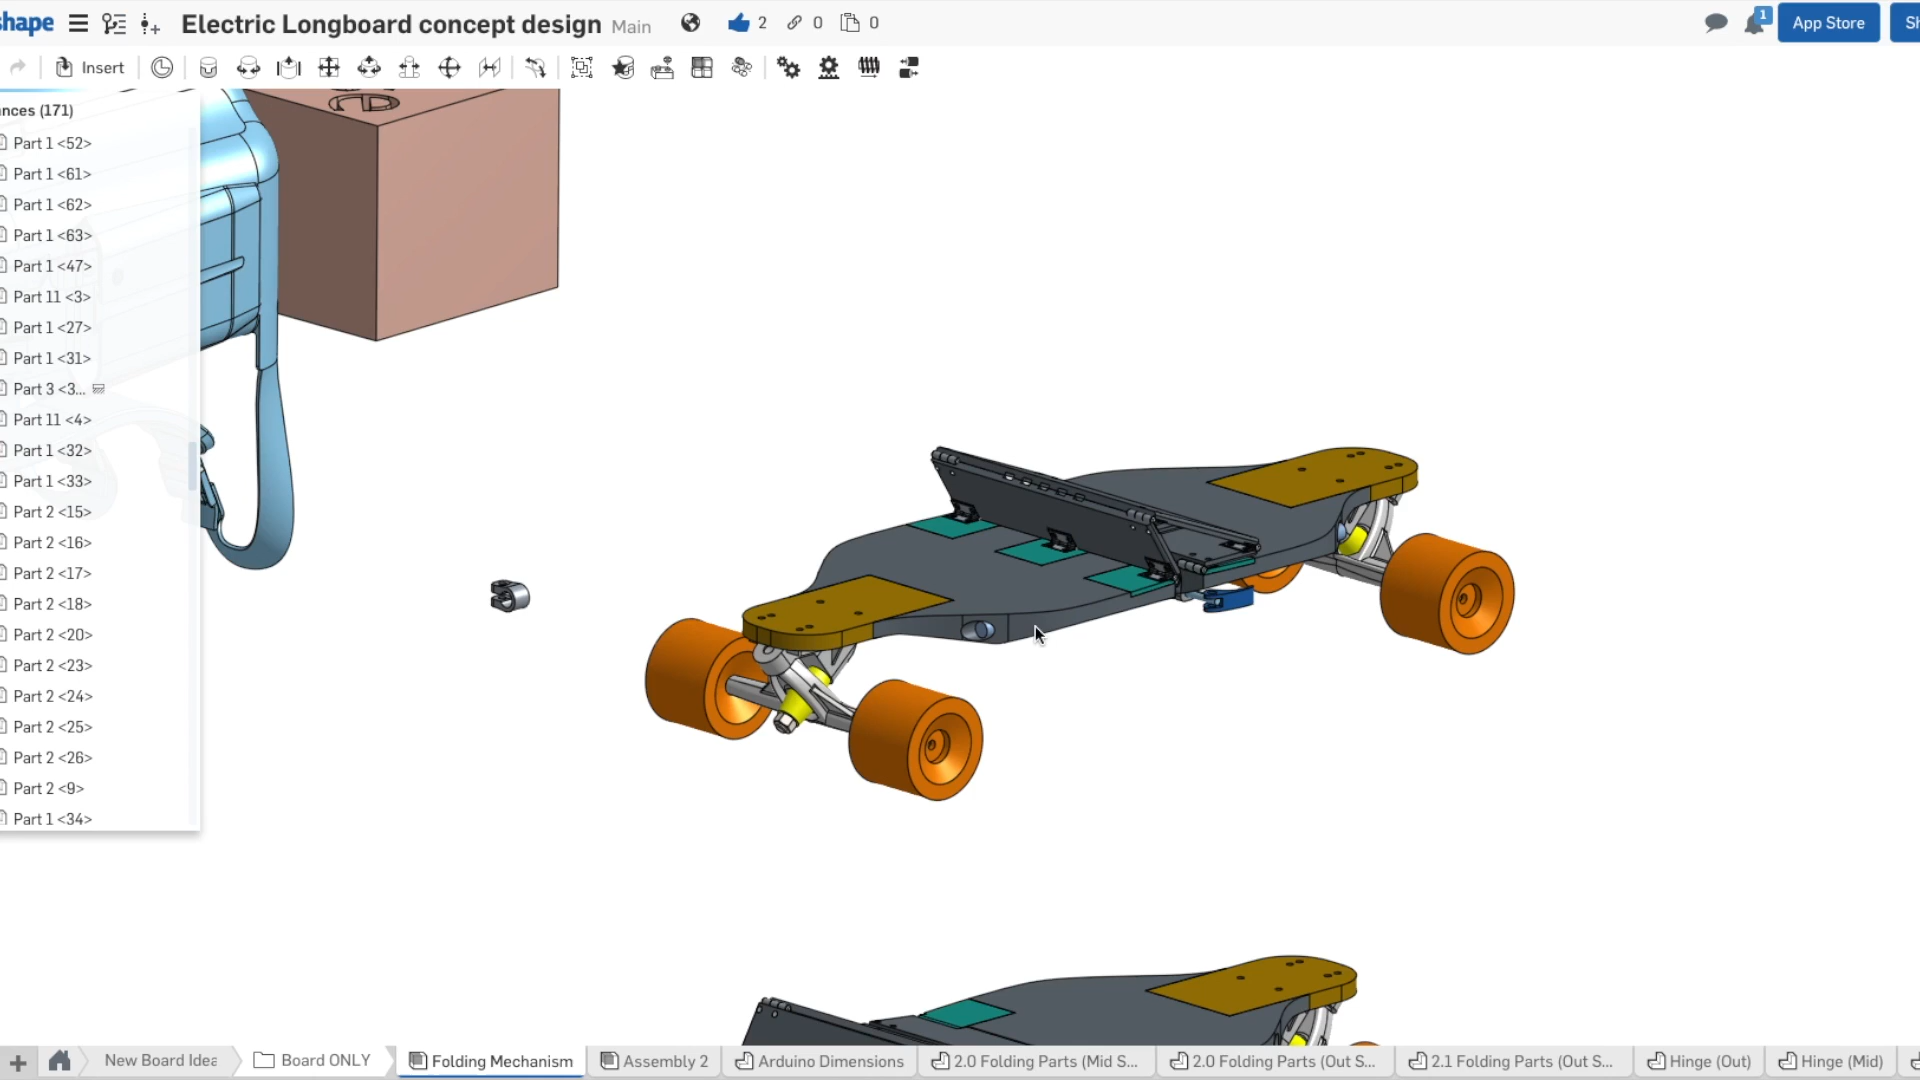 shape Electric Longboard concept design Main 2 0 0 1 App Store Sh
Insert
nces (171)
Part 1 <52>
Part 1 <61>
Part 1 <62>
Part 1 <63>
Part 1 <47>
Part 11 <3>
Part 1 <27>
Part 1 <31>
Part 3 <3...
Part 11 <4>
Part 1 <32>
Part 1 <33>
Part 2 <15>
Part 2 <16>
Part 2 <17>
Part 2 <18>
Part 2 <20>
Part 2 <23>
Part 2 <24>
Part 2 <25>
Part 2 <26>
Part 2 <9>
Part 1 <34>
New Board Idea Board ONLY Folding Mechanism Assembly 2 Arduino Dimensions 2.0 Folding Parts (Mid S... 2.0 Folding Parts (Out S... 2.1 Folding Parts (Out S... Hinge (Out) Hinge (Mid)